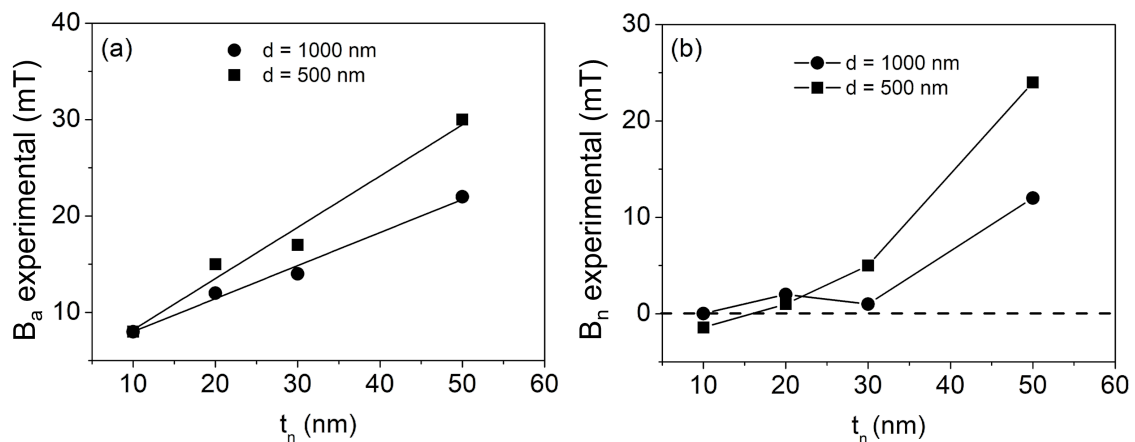 (a)
d = 1000 nm
d = 500 nm
B_a experimental (mT)
40
30
20
10
10 20 30 40 50 60
t_n (nm)
(b)
d = 1000 nm
d = 500 nm
B_n experimental (mT)
30
20
10
0
10 20 30 40 50 60
t_n (nm)